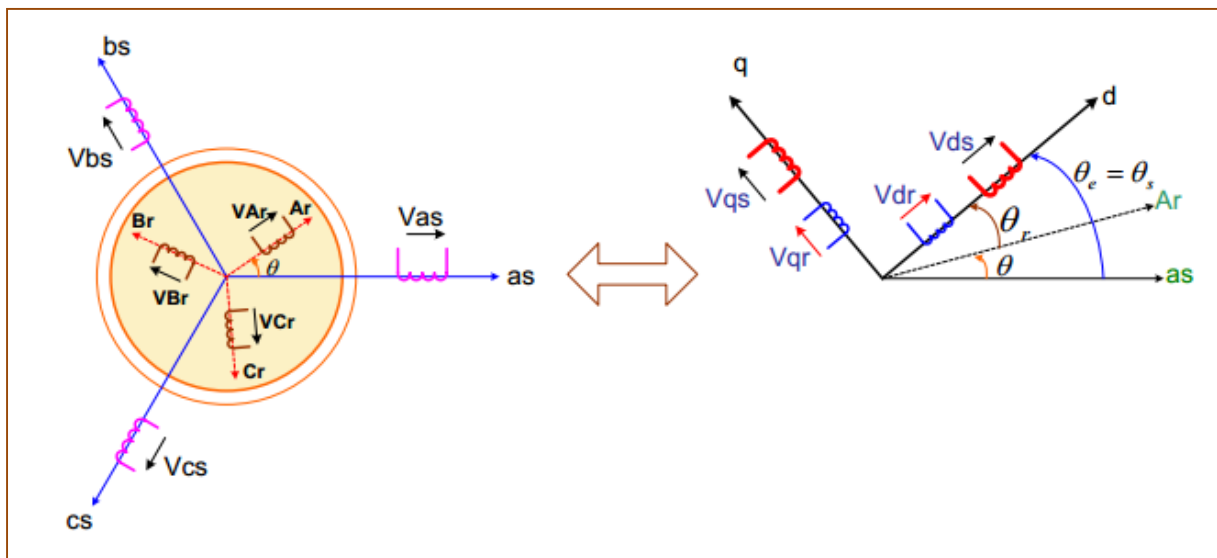 bs
Vbs
Br
VAr
Ar
θ
VBr
VCr
Cr
Vas
as
Vcs
cs
q
d
Vds
Vqs
Vdr
Vqr
θe = θs
Ar
θr
θ
as